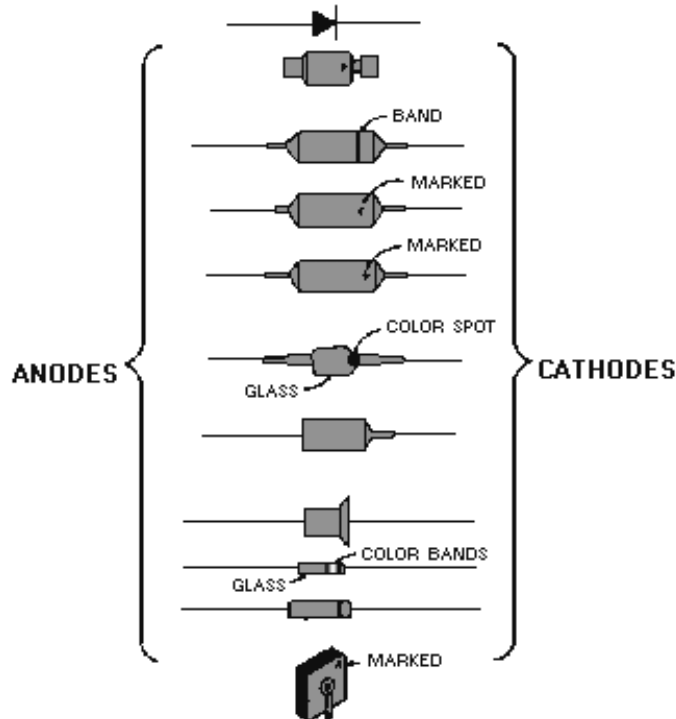 BAND
MARKED
MARKED
COLOR SPOT
ANODES
CATHODES
GLASS
COLOR BANDS
GLASS
MARKED